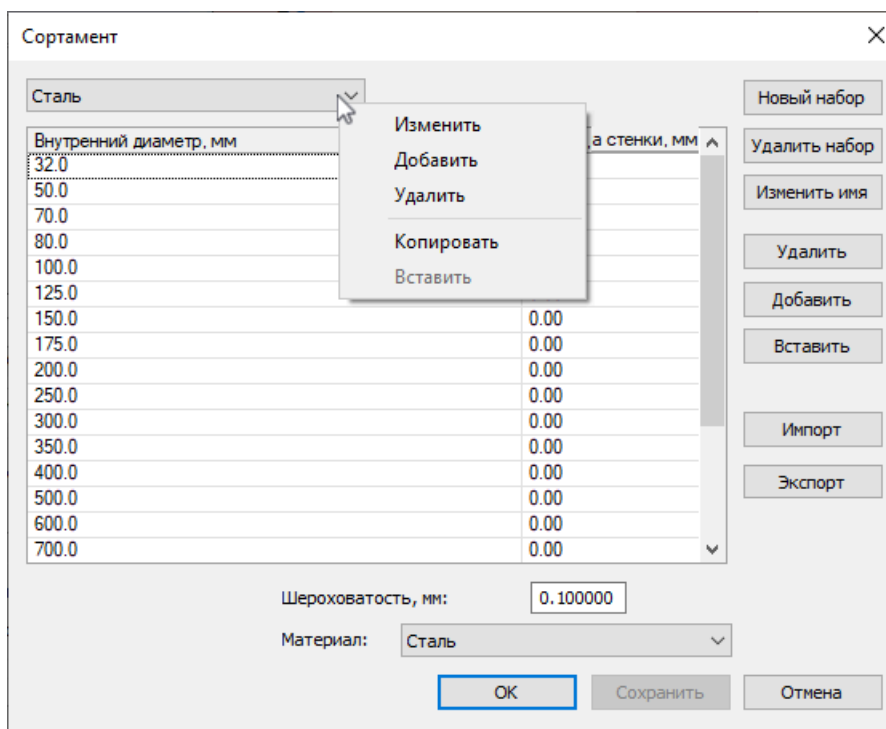 Сортамент
Сталь
Новый набор
Изменить
Внутренний диаметр, мм
а стенки, мм
Удалить набор
Добавить
32.0
50.0
Удалить
Изменить имя
70.0
80.0
Копировать
Удалить
100.0
Вставить
125.0
Добавить
150.0 0.00
175.0 0.00
Вставить
200.0 0.00
250.0 0.00
300.0 0.00
Импорт
350.0 0.00
400.0 0.00
Экспорт
500.0 0.00
600.0 0.00
700.0 0.00
Шероховатость, мм: 0.100000
Материал: Сталь
OK Сохранить Отмена